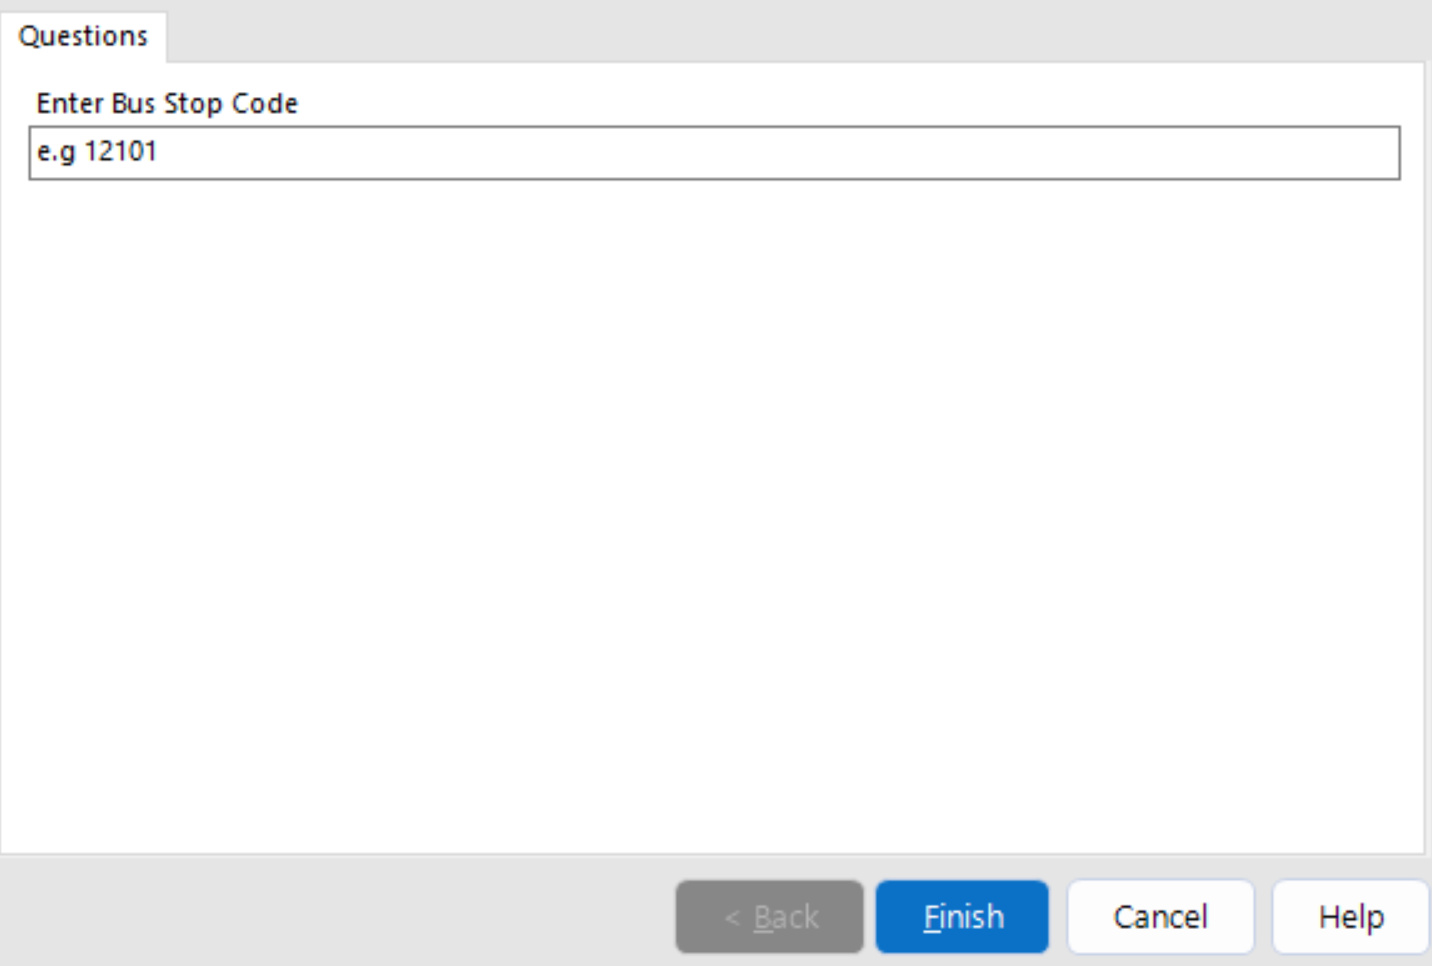 Questions
Enter Bus Stop Code
e.g 12101
< Back Finish Cancel Help